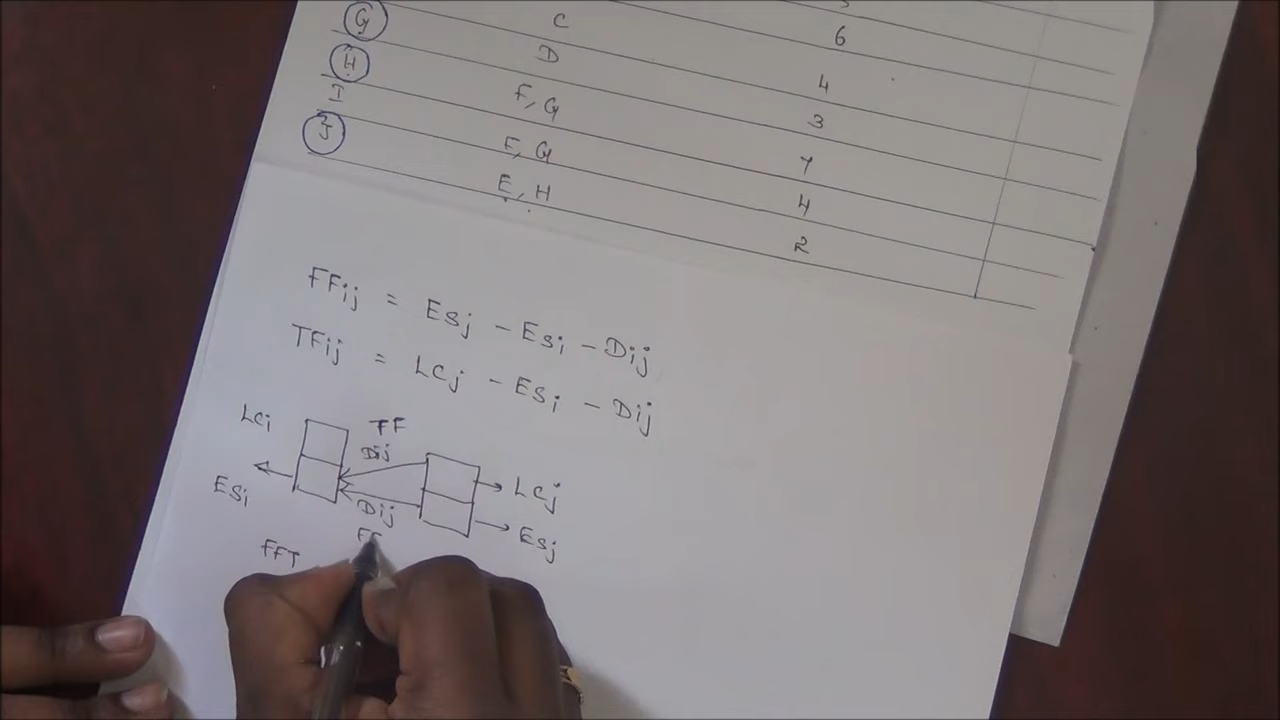 G C 6
H D 4
I F, G 3
J F, G 7
E, H 4
2
FFij = ESj - ESi - Dij
TFij = LCj - ESi - Dij
LCi TF
Dij
LCj
ESi
Dij
ESj
FF
FFT